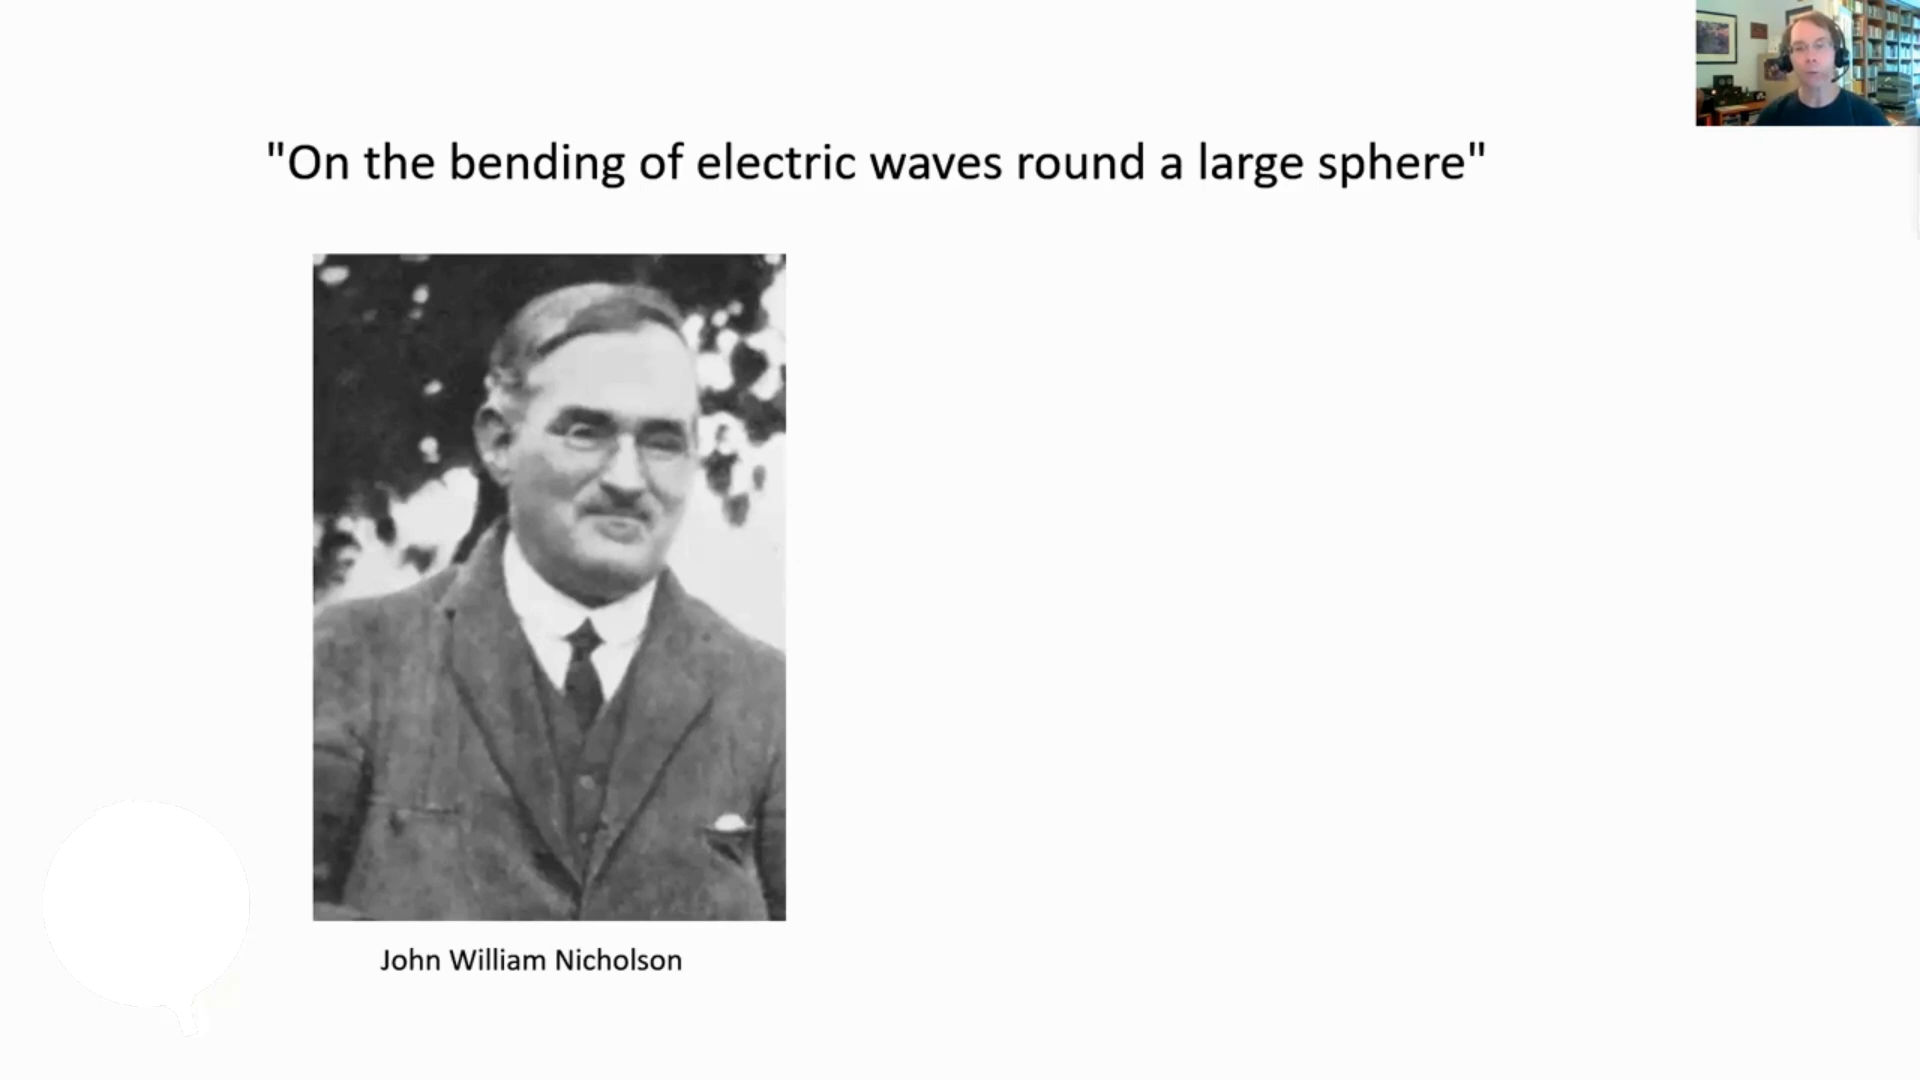 "On the bending of electric waves round a large sphere"
John William Nicholson